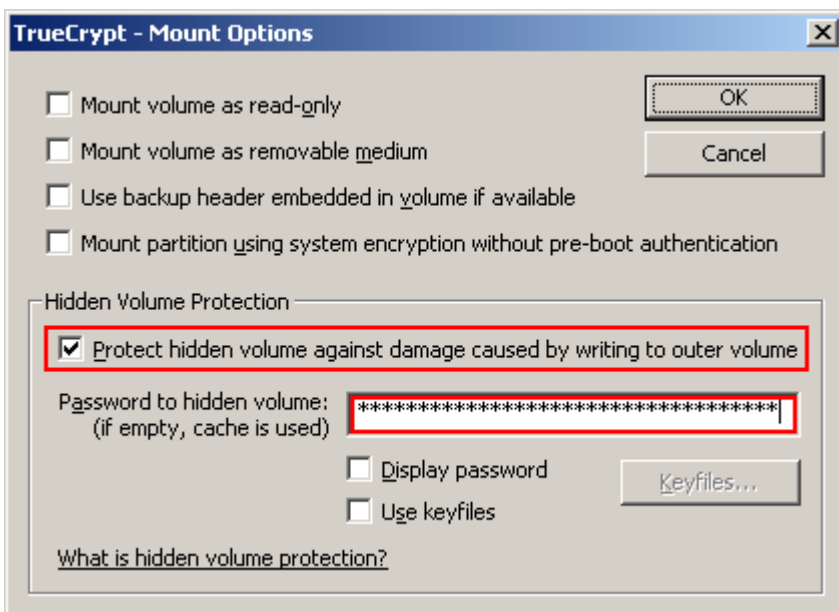 TrueCrypt - Mount Options
Mount volume as read-only
OK
Mount volume as removable medium
Cancel
Use backup header embedded in volume if available
Mount partition using system encryption without pre-boot authentication
Hidden Volume Protection
Protect hidden volume against damage caused by writing to outer volume
Password to hidden volume:
(if empty, cache is used)
***********************************
Display password
Keyfiles...
Use keyfiles
What is hidden volume protection?